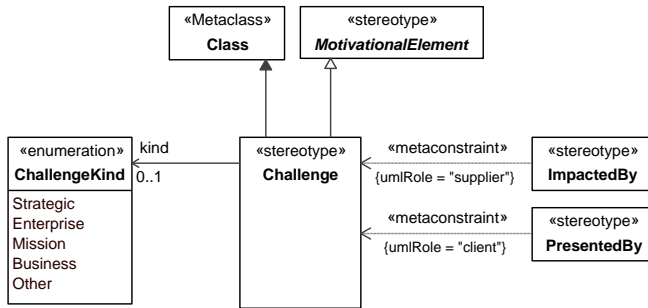 «Metaclass»
Class
«stereotype»
MotivationalElement
«enumeration»
ChallengeKind
Strategic
Enterprise
Mission
Business
Other
kind
0..1
«stereotype»
Challenge
«metaconstraint»
{umlRole = "supplier"}
«stereotype»
ImpactedBy
«metaconstraint»
{umlRole = "client"}
«stereotype»
PresentedBy